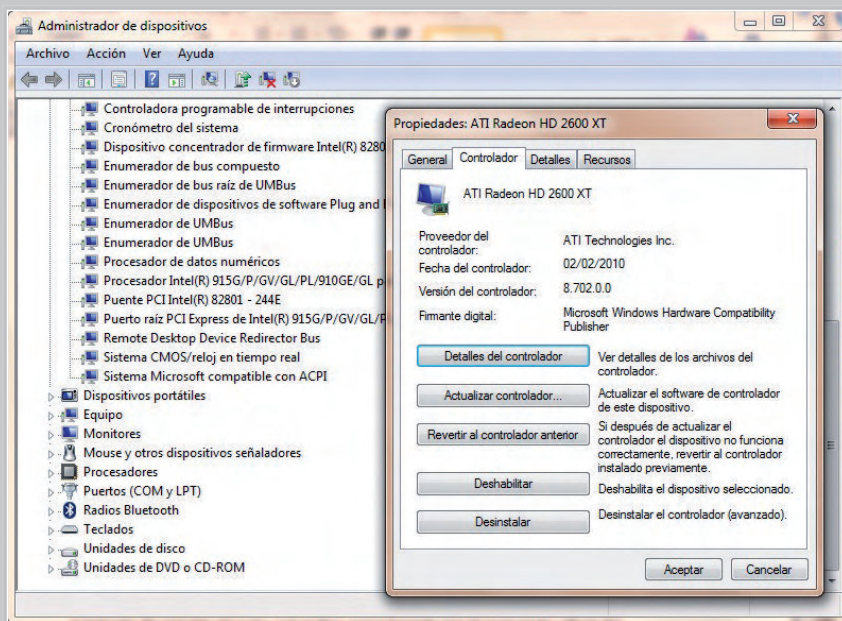 Administrador de dispositivos
Archivo Acción Ver Ayuda
Controladora programable de interrupciones
Cronómetro del sistema
Dispositivo concentrador de firmware Intel(R) 8280
Enumerador de bus compuesto
Enumerador de bus raíz de UMBus
Enumerador de dispositivos de software Plug and
Enumerador de UMBus
Enumerador de UMBus
Procesador de datos numéricos
Procesador Intel(R) 915G/P/GV/GL/PL/910GE/GL p
Puente PCI Intel(R) 82801 - 244E
Puerto raíz PCI Express de Intel(R) 915G/P/GV/GL/P
Remote Desktop Device Redirector Bus
Sistema CMOS/reloj en tiempo real
Sistema Microsoft compatible con ACPI
Dispositivos portátiles
Equipo
Monitores
Mouse y otros dispositivos señaladores
Procesadores
Puertos (COM y LPT)
Radios Bluetooth
Teclados
Unidades de disco
Unidades de DVD o CD-ROM
Propiedades: ATI Radeon HD 2600 XT
General Controlador Detalles Recursos
ATI Radeon HD 2600 XT
Proveedor del
controlador:
ATI Technologies Inc.
Fecha del controlador: 02/02/2010
Versión del controlador: 8.702.0.0
Firmante digital: Microsoft Windows Hardware Compatibility
Publisher
Detalles del controlador
Ver detalles de los archivos del
controlador.
Actualizar controlador...
Actualizar el software de controlador
de este dispositivo.
Revertir al controlador anterior
Si después de actualizar el
controlador el dispositivo no funciona
correctamente, revertir al controlador
instalado previamente.
Deshabilitar
Deshabilita el dispositivo seleccionado.
Desinstalar
Desinstalar el controlador (avanzado).
Aceptar Cancelar